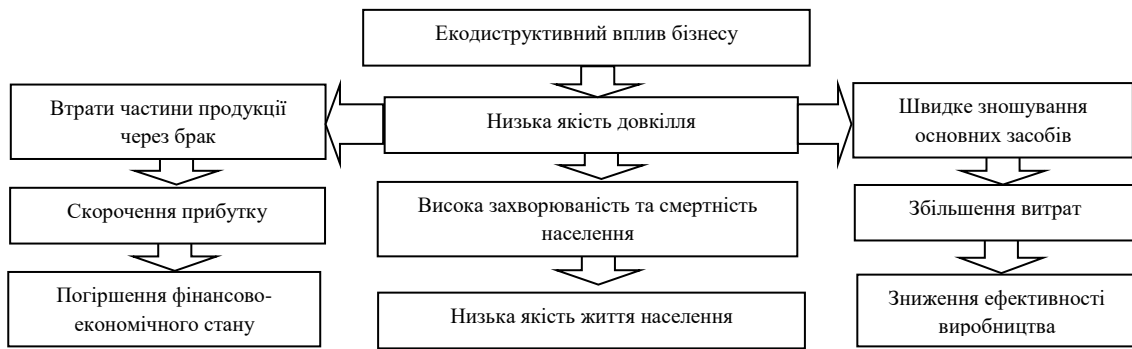 Екодиструктивний вплив бізнесу
Втрати частини продукції
через брак
Низька якість довкілля
Швидке зношування
основних засобів
Скорочення прибутку
Висока захворюваність та смертність
населення
Збільшення витрат
Погіршення фінансово-
економічного стану
Низька якість життя населення
Зниження ефективності
виробництва